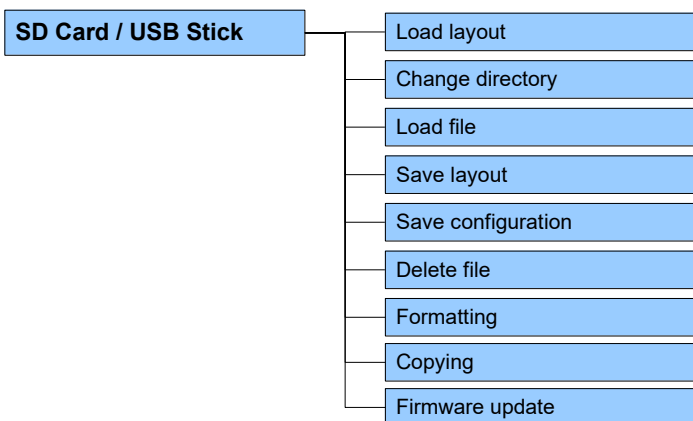 SD Card / USB Stick
Load layout
Change directory
Load file
Save layout
Save configuration
Delete file
Formatting
Copying
Firmware update